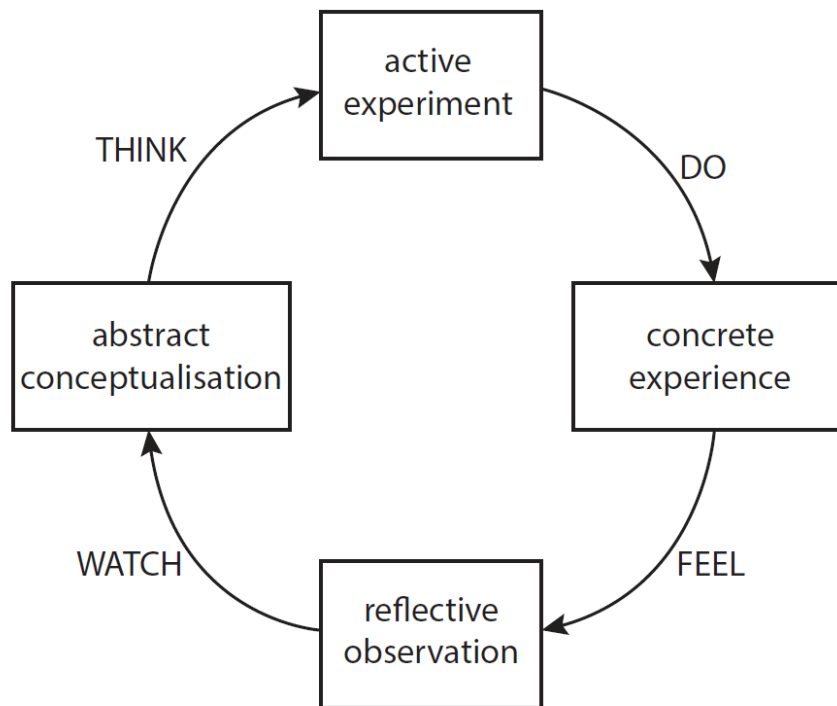 active
experiment
THINK
DO
abstract
conceptualisation
concrete
experience
WATCH
FEEL
reflective
observation